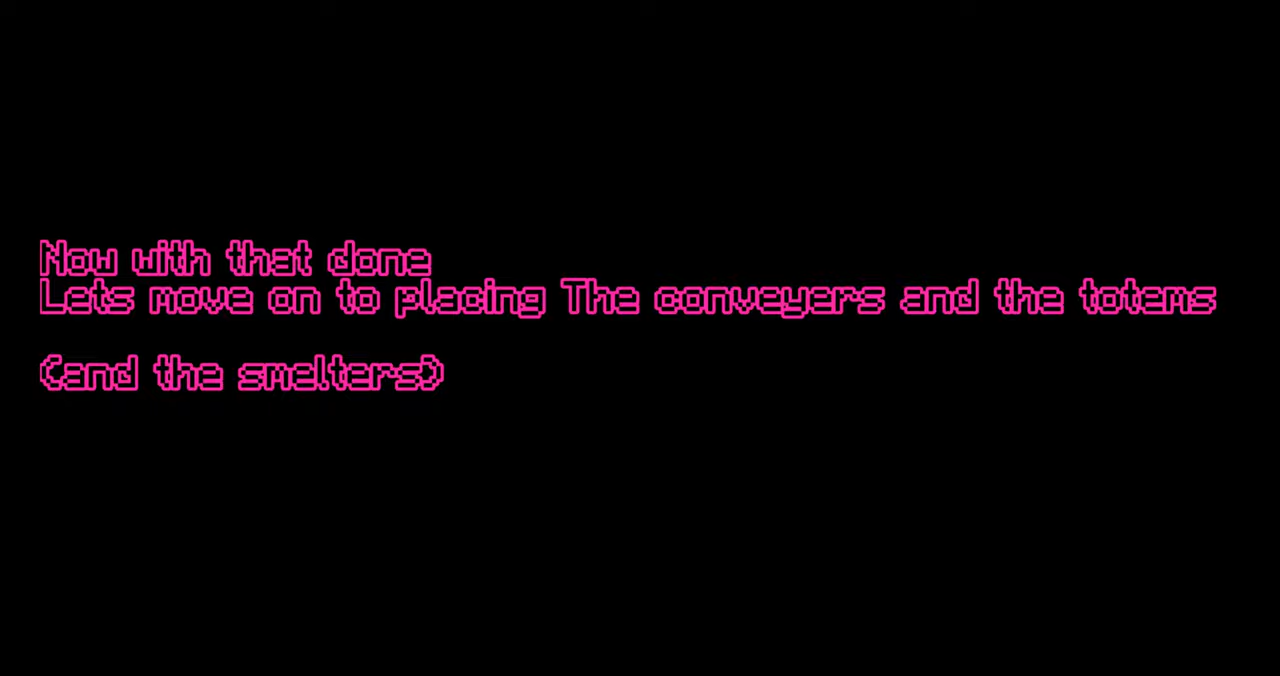 Now with that done
Lets move on to placing The conveyers and the totems
(and the smelters)